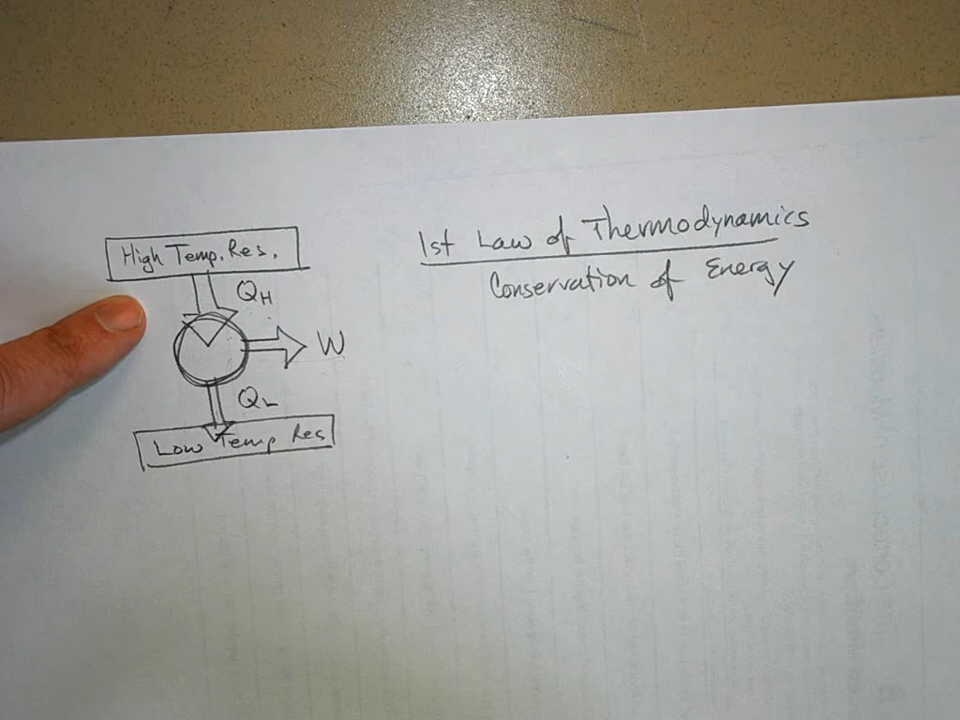 High Temp. Res.
QH
W
QL
Low Temp Res
1st Law of Thermodynamics
Conservation of Energy